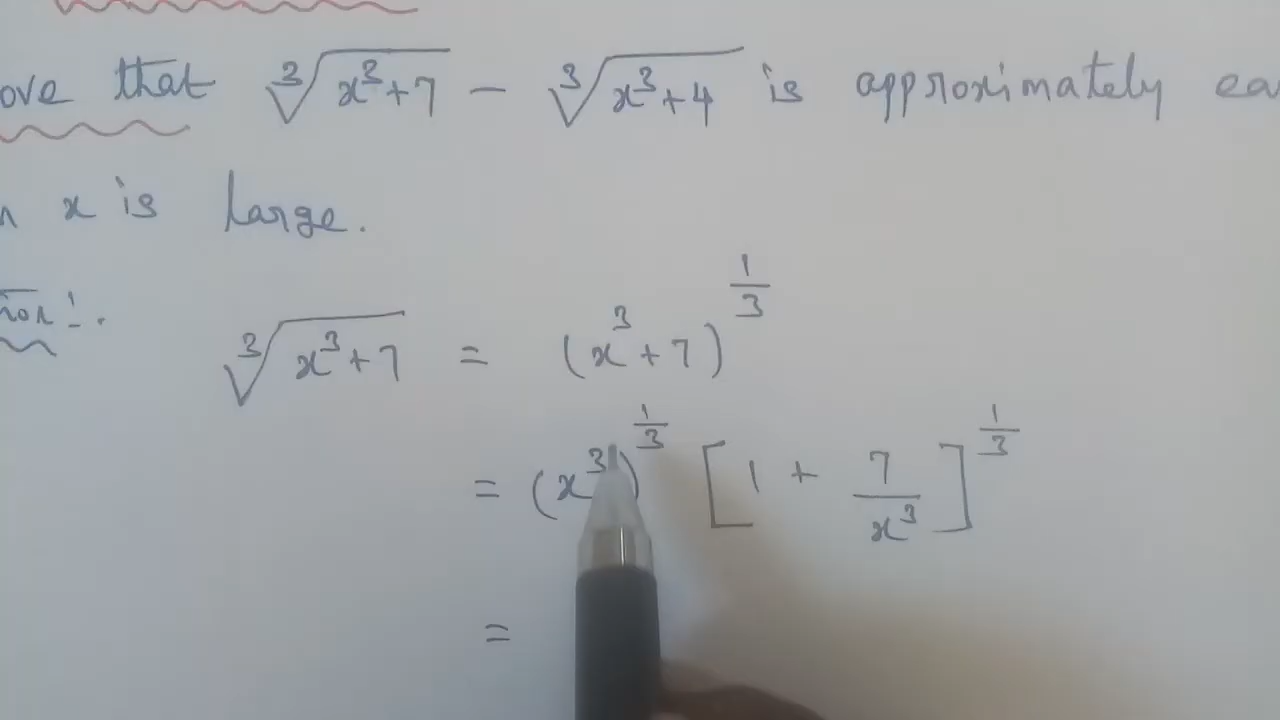 ove that ∛(x³+7) − ∛(x³+4) is approximately
x is large.
∛(x³+7) = (x³+7)^(1/3)
= (x³)^(1/3) [1 + 7/x³]^(1/3)
=